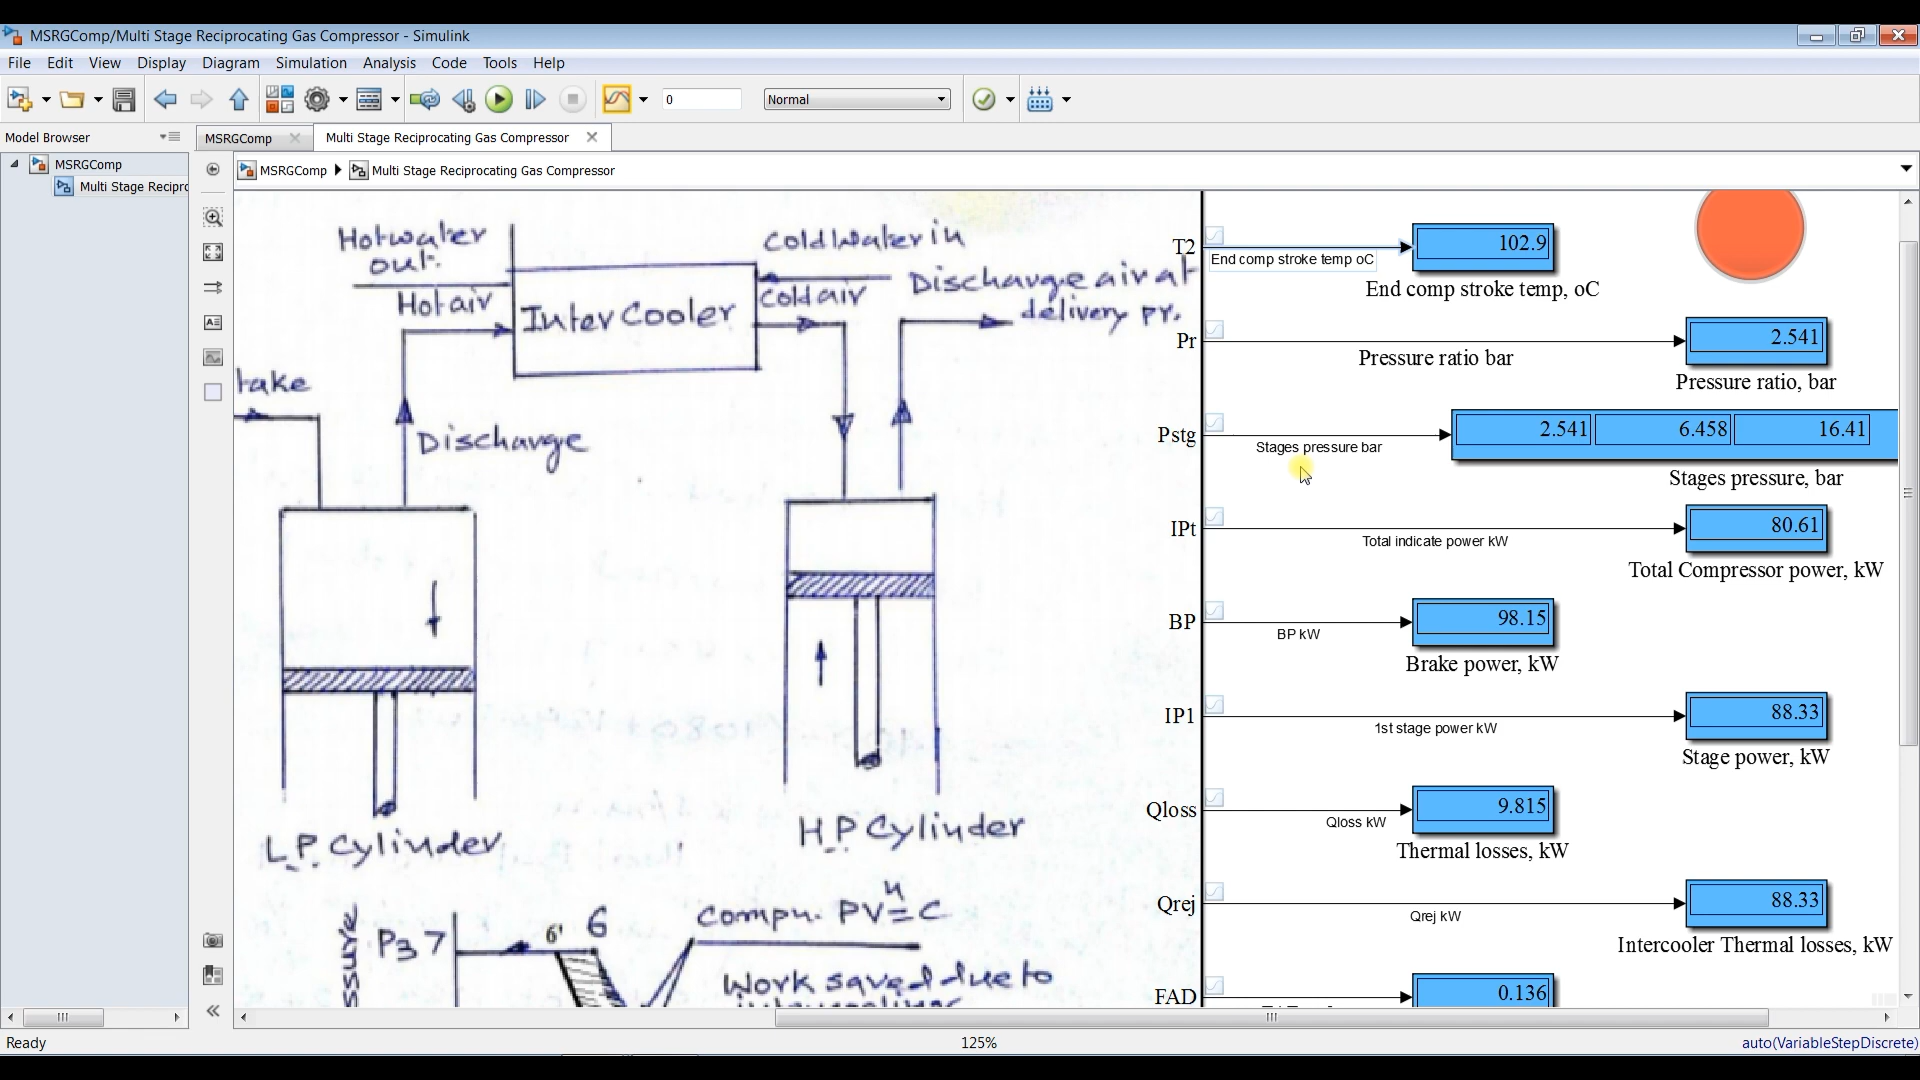 MSRGComp/Multi Stage Reciprocating Gas Compressor - Simulink
File Edit View Display Diagram Simulation Analysis Code Tools Help
0
Normal
Model Browser
MSRGComp
Multi Stage Reciprocating Gas Compressor
MSRGComp
Multi Stage Recipro
MSRGComp
Multi Stage Reciprocating Gas Compressor
Hot water
out.
Hot air
Inter Cooler
Cold Water in
Cold air
Discharge air at
delivery pr.
take
Discharge
L.P. Cylinder
H.P Cylinder
ssure
P3 7
6'
6
Compn. PVⁿ=C
Work saved due to
T2
End comp stroke temp oC
102.9
End comp stroke temp, oC
Pr
Pressure ratio bar
2.541
Pressure ratio, bar
Pstg
Stages pressure bar
2.541 6.458 16.41
Stages pressure, bar
IPt
Total indicate power kW
80.61
Total Compressor power, kW
BP
BP kW
98.15
Brake power, kW
IP1
1st stage power kW
88.33
Stage power, kW
Qloss
Qloss kW
9.815
Thermal losses, kW
Qrej
Qrej kW
88.33
Intercooler Thermal losses, kW
FAD
0.136
Ready
125%
auto(VariableStepDiscrete)